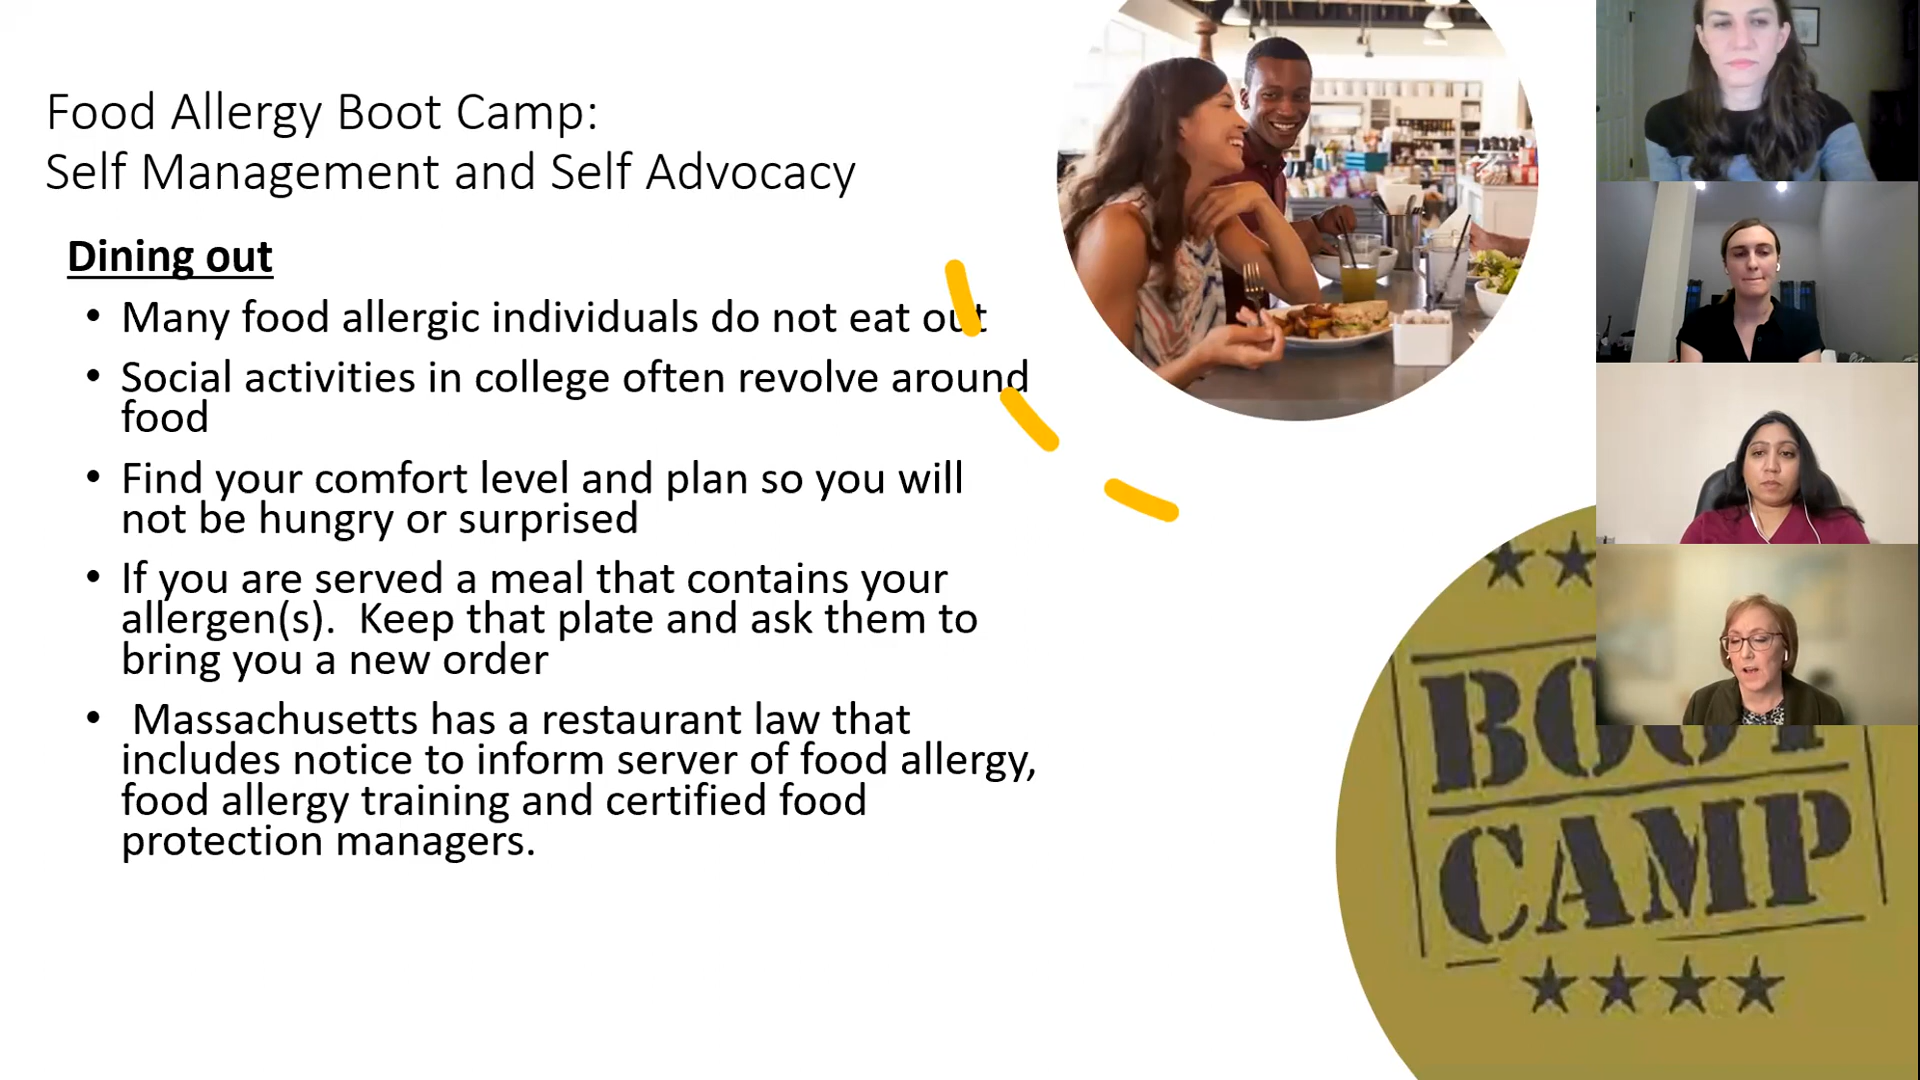 Food Allergy Boot Camp:
Self Management and Self Advocacy
Dining out
• Many food allergic individuals do not eat out
• Social activities in college often revolve around
food
• Find your comfort level and plan so you will
not be hungry or surprised
• If you are served a meal that contains your
allergen(s).  Keep that plate and ask them to
bring you a new order
• Massachusetts has a restaurant law that
includes notice to inform server of food allergy,
food allergy training and certified food
protection managers.
BOOT
CAMP